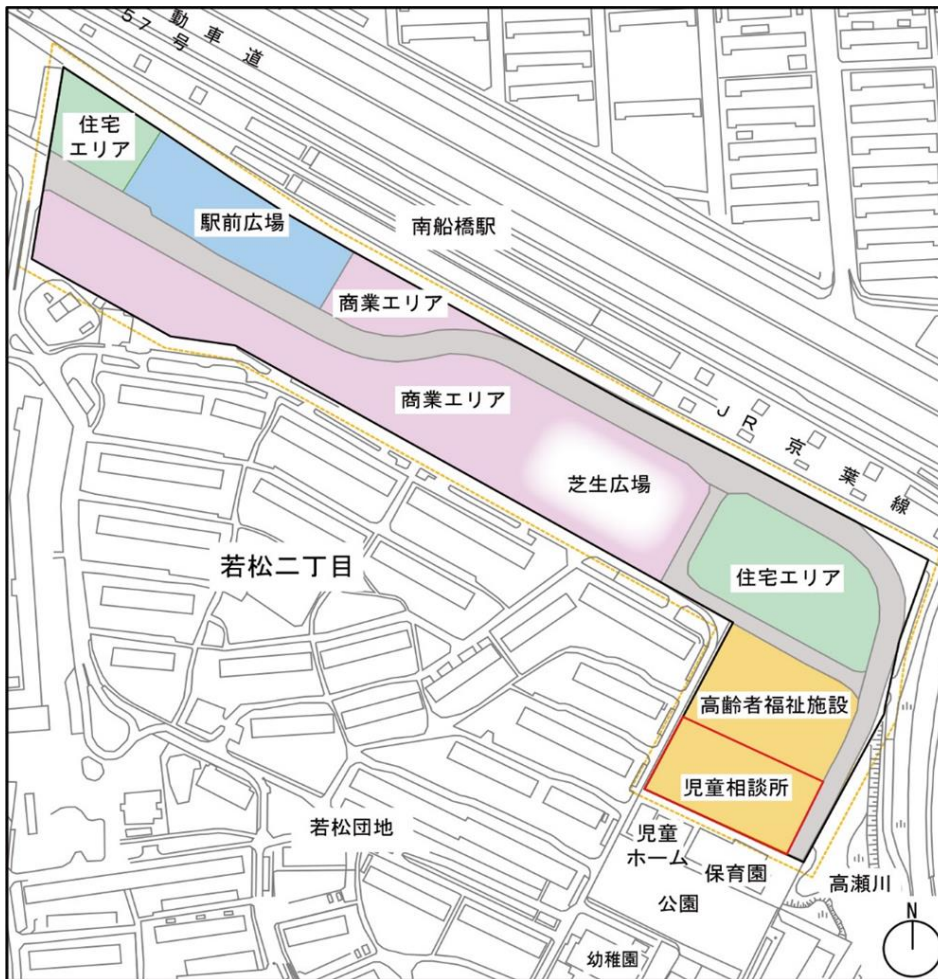 動車道
57号
住宅
エリア
駅前広場
南船橋駅
商業エリア
商業エリア
JR京葉線
芝生広場
若松二丁目
住宅エリア
高齢者福祉施設
児童相談所
若松団地
児童
ホーム
保育園
高瀬川
公園
幼稚園
N